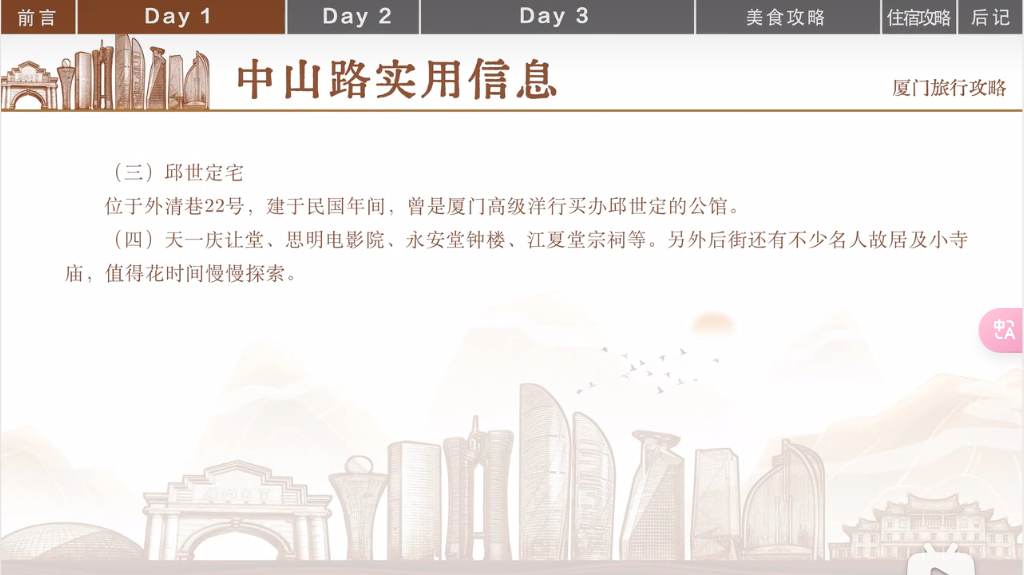 前言 Day 1 Day 2 Day 3 美食攻略 住宿攻略 后记
中山路实用信息
厦门旅行攻略
（三）邱世定宅
位于外清巷22号，建于民国年间，曾是厦门高级洋行买办邱世定的公馆。
（四）天一庆让堂、思明电影院、永安堂钟楼、江夏堂宗祠等。另外后街还有不少名人故居及小寺
庙，值得花时间慢慢探索。
中A